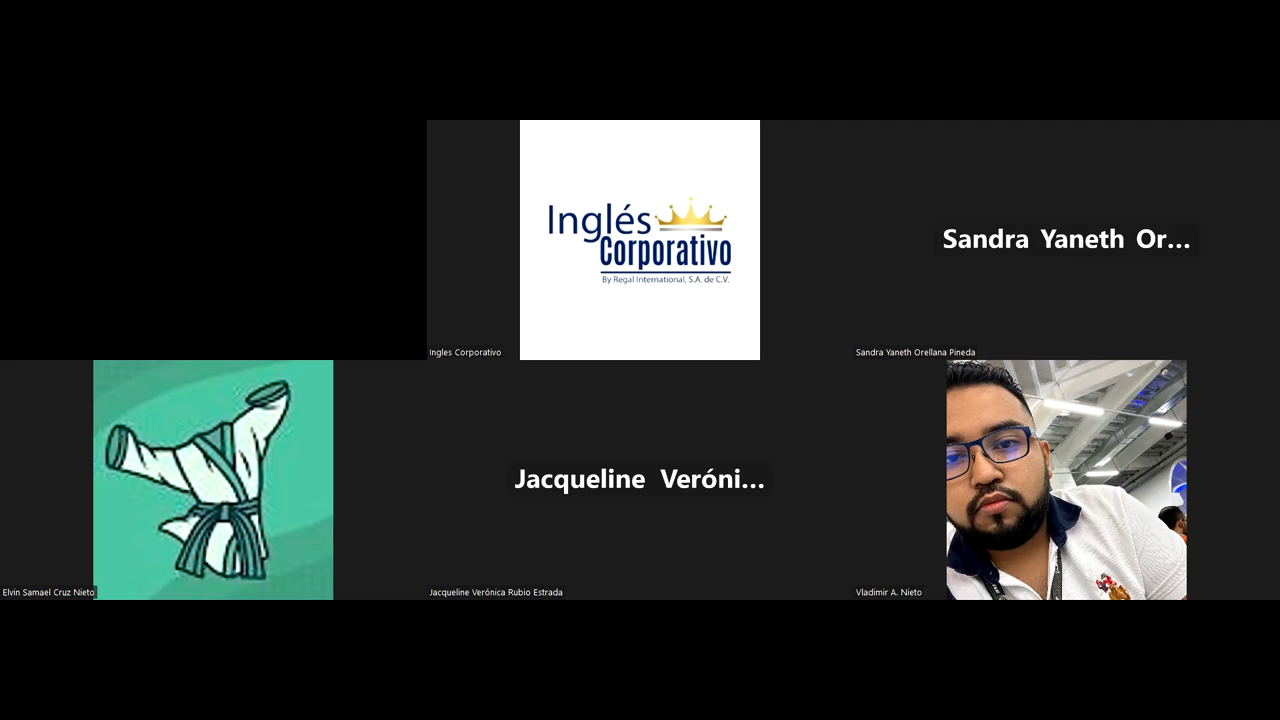 Inglés
Corporativo
By Regal International, S.A. de C.V.
Ingles Corporativo
Sandra Yaneth Or...
Sandra Yaneth Orellana Pineda
Elvin Samael Cruz Nieto
Jacqueline Veróni...
Jacqueline Verónica Rubio Estrada
Vladimir A. Nieto